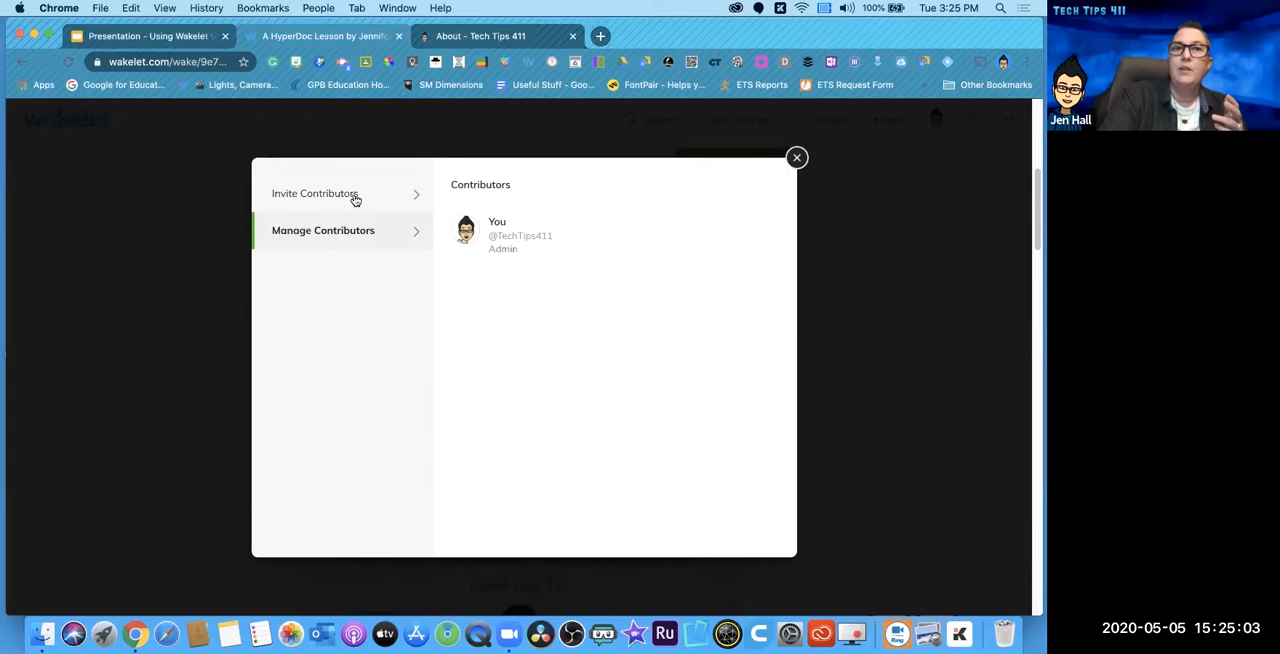 Chrome File Edit View History Bookmarks People Tab Window Help 100% Tue 3:25 PM
TECH TIPS 411
Presentation - Using Wakelet
A HyperDoc Lesson by Jennife
About - Tech Tips 411
wakelet.com/wake/9e7...
Apps Google for Educat... Lights, Camera... GPB Education Ho... SM Dimensions Useful Stuff - Goo... FontPair - Helps y... ETS Reports ETS Request Form Other Bookmarks
Jen Hall
Invite Contributors
Manage Contributors
Contributors
You
@TechTips411
Admin
Ru
Ring
2020-05-05 15:25:03